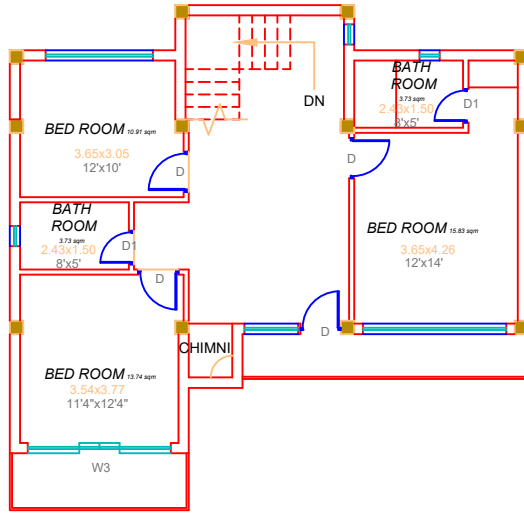 BATH
ROOM
3.73 sqm
2.43x1.50
8'x5'
D1
DN
BED ROOM 10.91 sqm
3.65x3.05
12'x10'
D
D
BATH
ROOM
3.73 sqm
2.43x1.50
8'x5'
D1
BED ROOM 15.83 sqm
3.65x4.26
12'x14'
D
D
CHIMNI
BED ROOM 13.74 sqm
3.54x3.77
11'4"x12'4"
W3